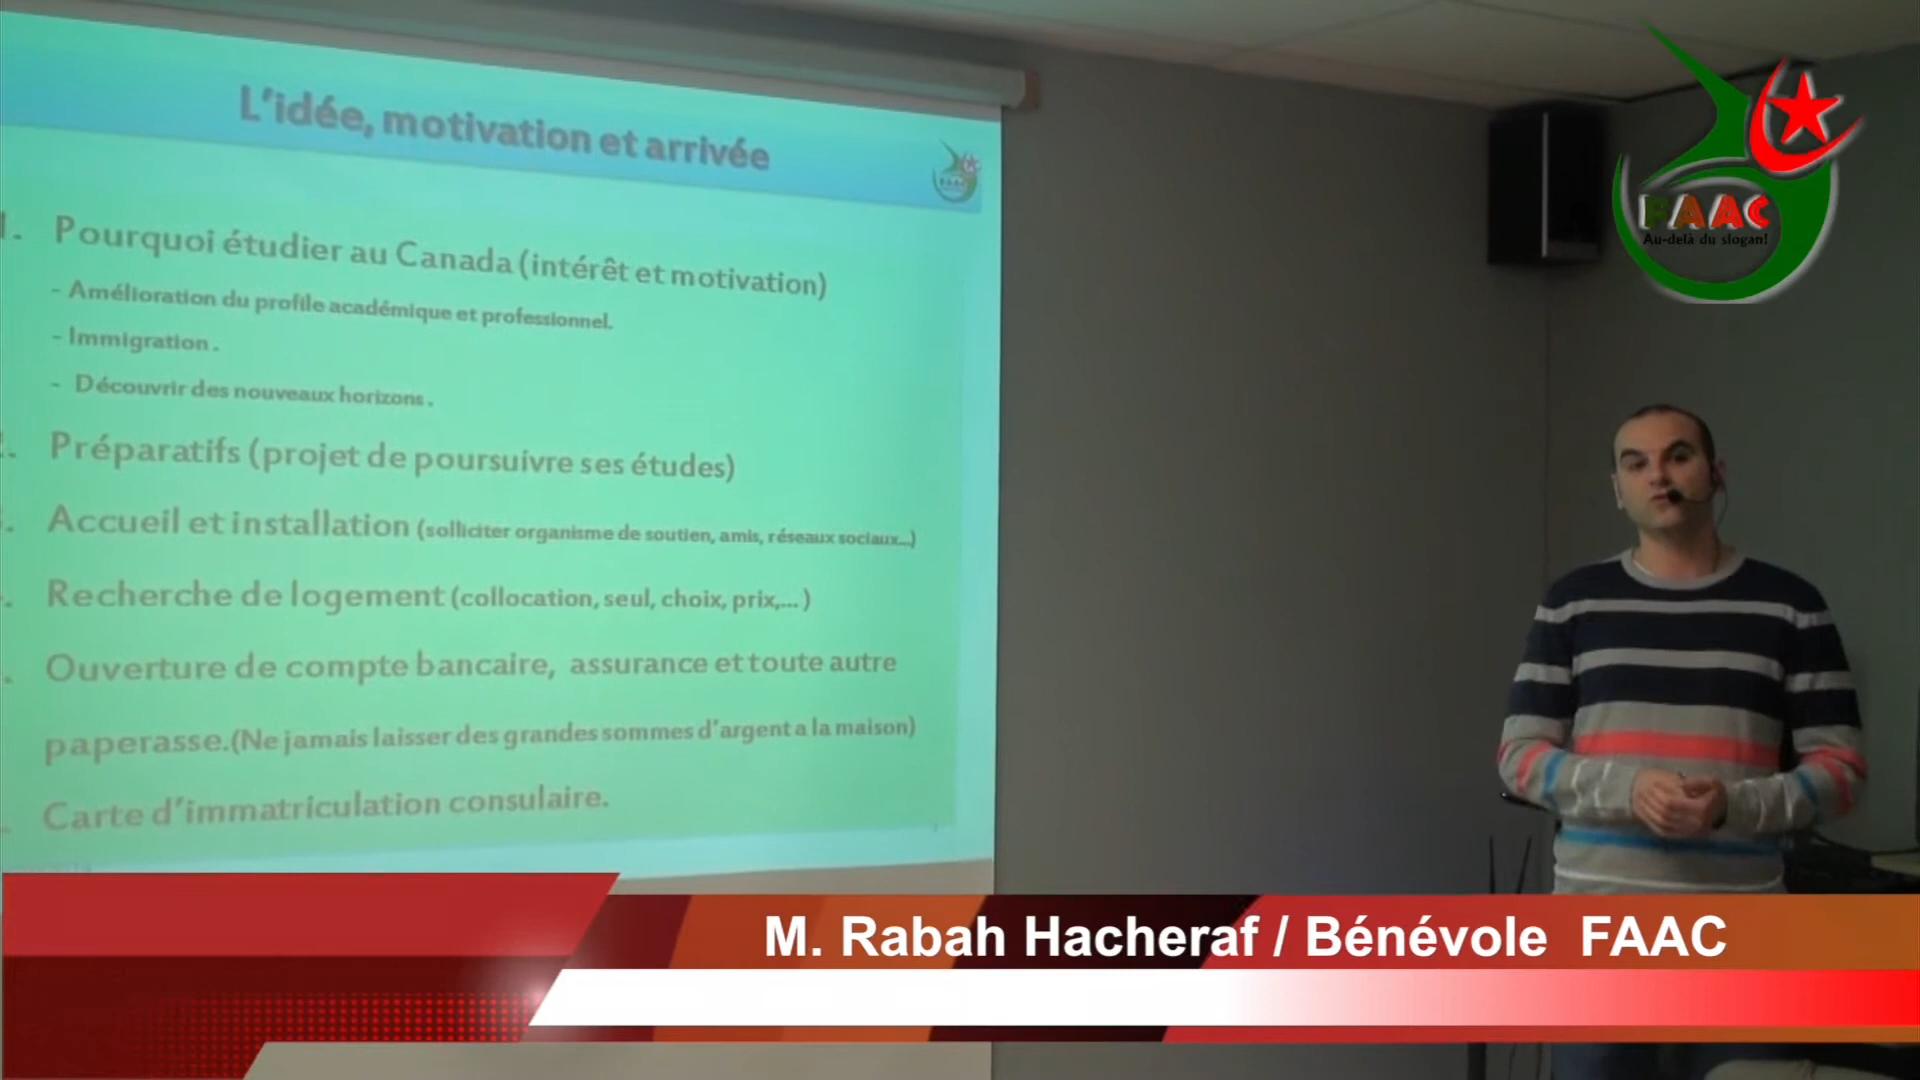 L'idée, motivation et arrivée
FAAC
1. Pourquoi étudier au Canada (intérêt et motivation)
- Amélioration du profile académique et professionnel.
- Immigration.
- Découvrir des nouveaux horizons.
Préparatifs (projet de poursuivre ses études)
Accueil et installation (solliciter organisme de soutien, amis, réseaux sociaux...)
Recherche de logement (collocation, seul, choix, prix,... )
Ouverture de compte bancaire, assurance et toute autre
paperasse.(Ne jamais laisser des grandes sommes d'argent a la maison)
Carte d'immatriculation consulaire.
FAAC
Au-delà du slogan!
M. Rabah Hacheraf / Bénévole FAAC